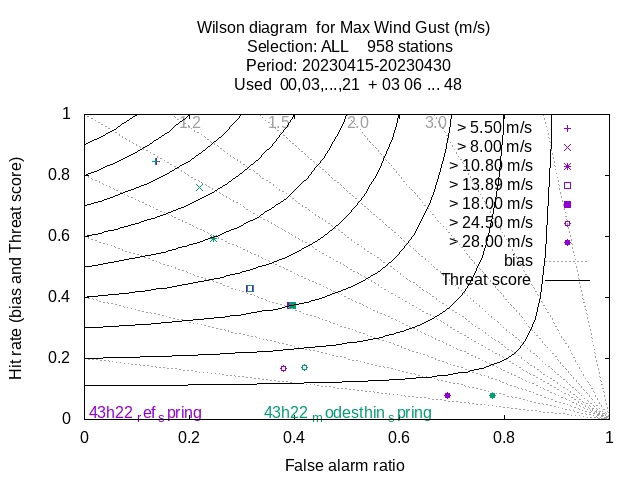 Wilson diagram  for Max Wind Gust (m/s)
Selection: ALL    958 stations
Period: 20230415-20230430
Used  00,03,...,21  + 03 06 ... 48
Hit rate (bias and Threat score)
1
0.8
0.6
0.4
0.2
0
1.2
1.5
2.0
3.0
> 5.50 m/s
> 8.00 m/s
> 10.80 m/s
> 13.89 m/s
> 18.00 m/s
> 24.50 m/s
> 28.00 m/s
bias
Threat score
43h22_ref_spring
43h22_modesthin_spring
0 0.2 0.4 0.6 0.8 1
False alarm ratio